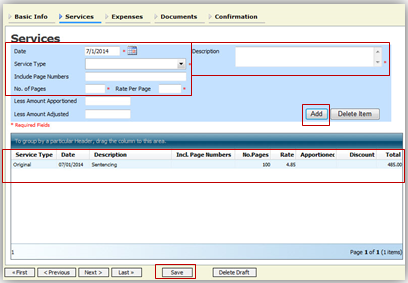 Basic Info Services Expenses Documents Confirmation
Services
Date 7/1/2014 * Description
Service Type *
Include Page Numbers
No. of Pages * Rate Per Page *
Less Amount Apportioned
Less Amount Adjusted
Add Delete Item
* Required Fields
To group by a particular Header, drag the column to this area.
Service Type Date Description Incl. Page Numbers No.Pages Rate Apportioned Discount Total
Original 07/01/2014 Sentencing 100 4.85 485.00
1 Page 1 of 1 (1 items)
« First < Previous Next > Last » Save Delete Draft